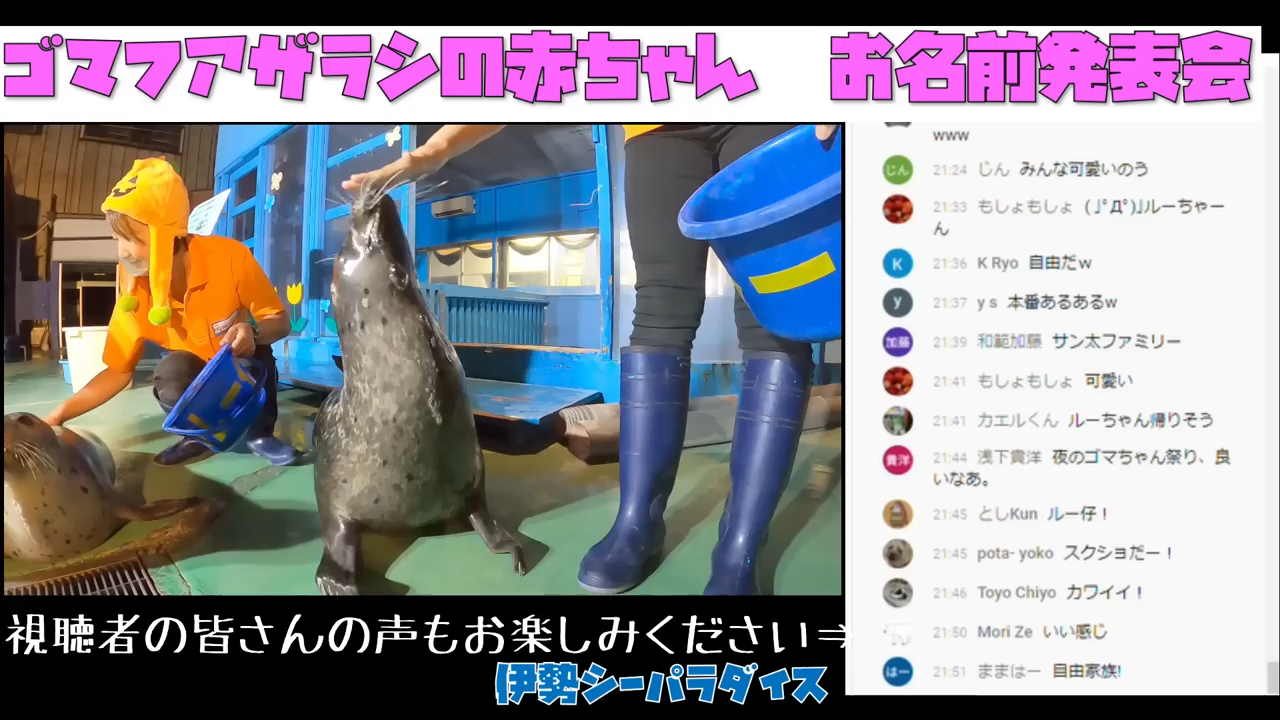 ゴマフアザラシの赤ちゃん　お名前発表会
www
じん 21:24 じん みんな可愛いのう
21:33 もしょもしょ (｣ﾟДﾟ)｣ルーちゃー
ん
K 21:36 K Ryo 自由だw
y 21:37 y s 本番あるあるw
加藤 21:39 和範加藤 サン太ファミリー
21:41 もしょもしょ 可愛い
21:41 カエルくん ルーちゃん帰りそう
貴洋 21:44 浅下貴洋 夜のゴマちゃん祭り、良
いなあ。
21:45 としKun ルー仔！
21:45 pota- yoko スクショだー！
21:46 Toyo Chiyo カワイイ！
21:50 Mori Ze いい感じ
はー 21:51 ままはー 自由家族!
視聴者の皆さんの声もお楽しみください⇒
伊勢シーパラダイス